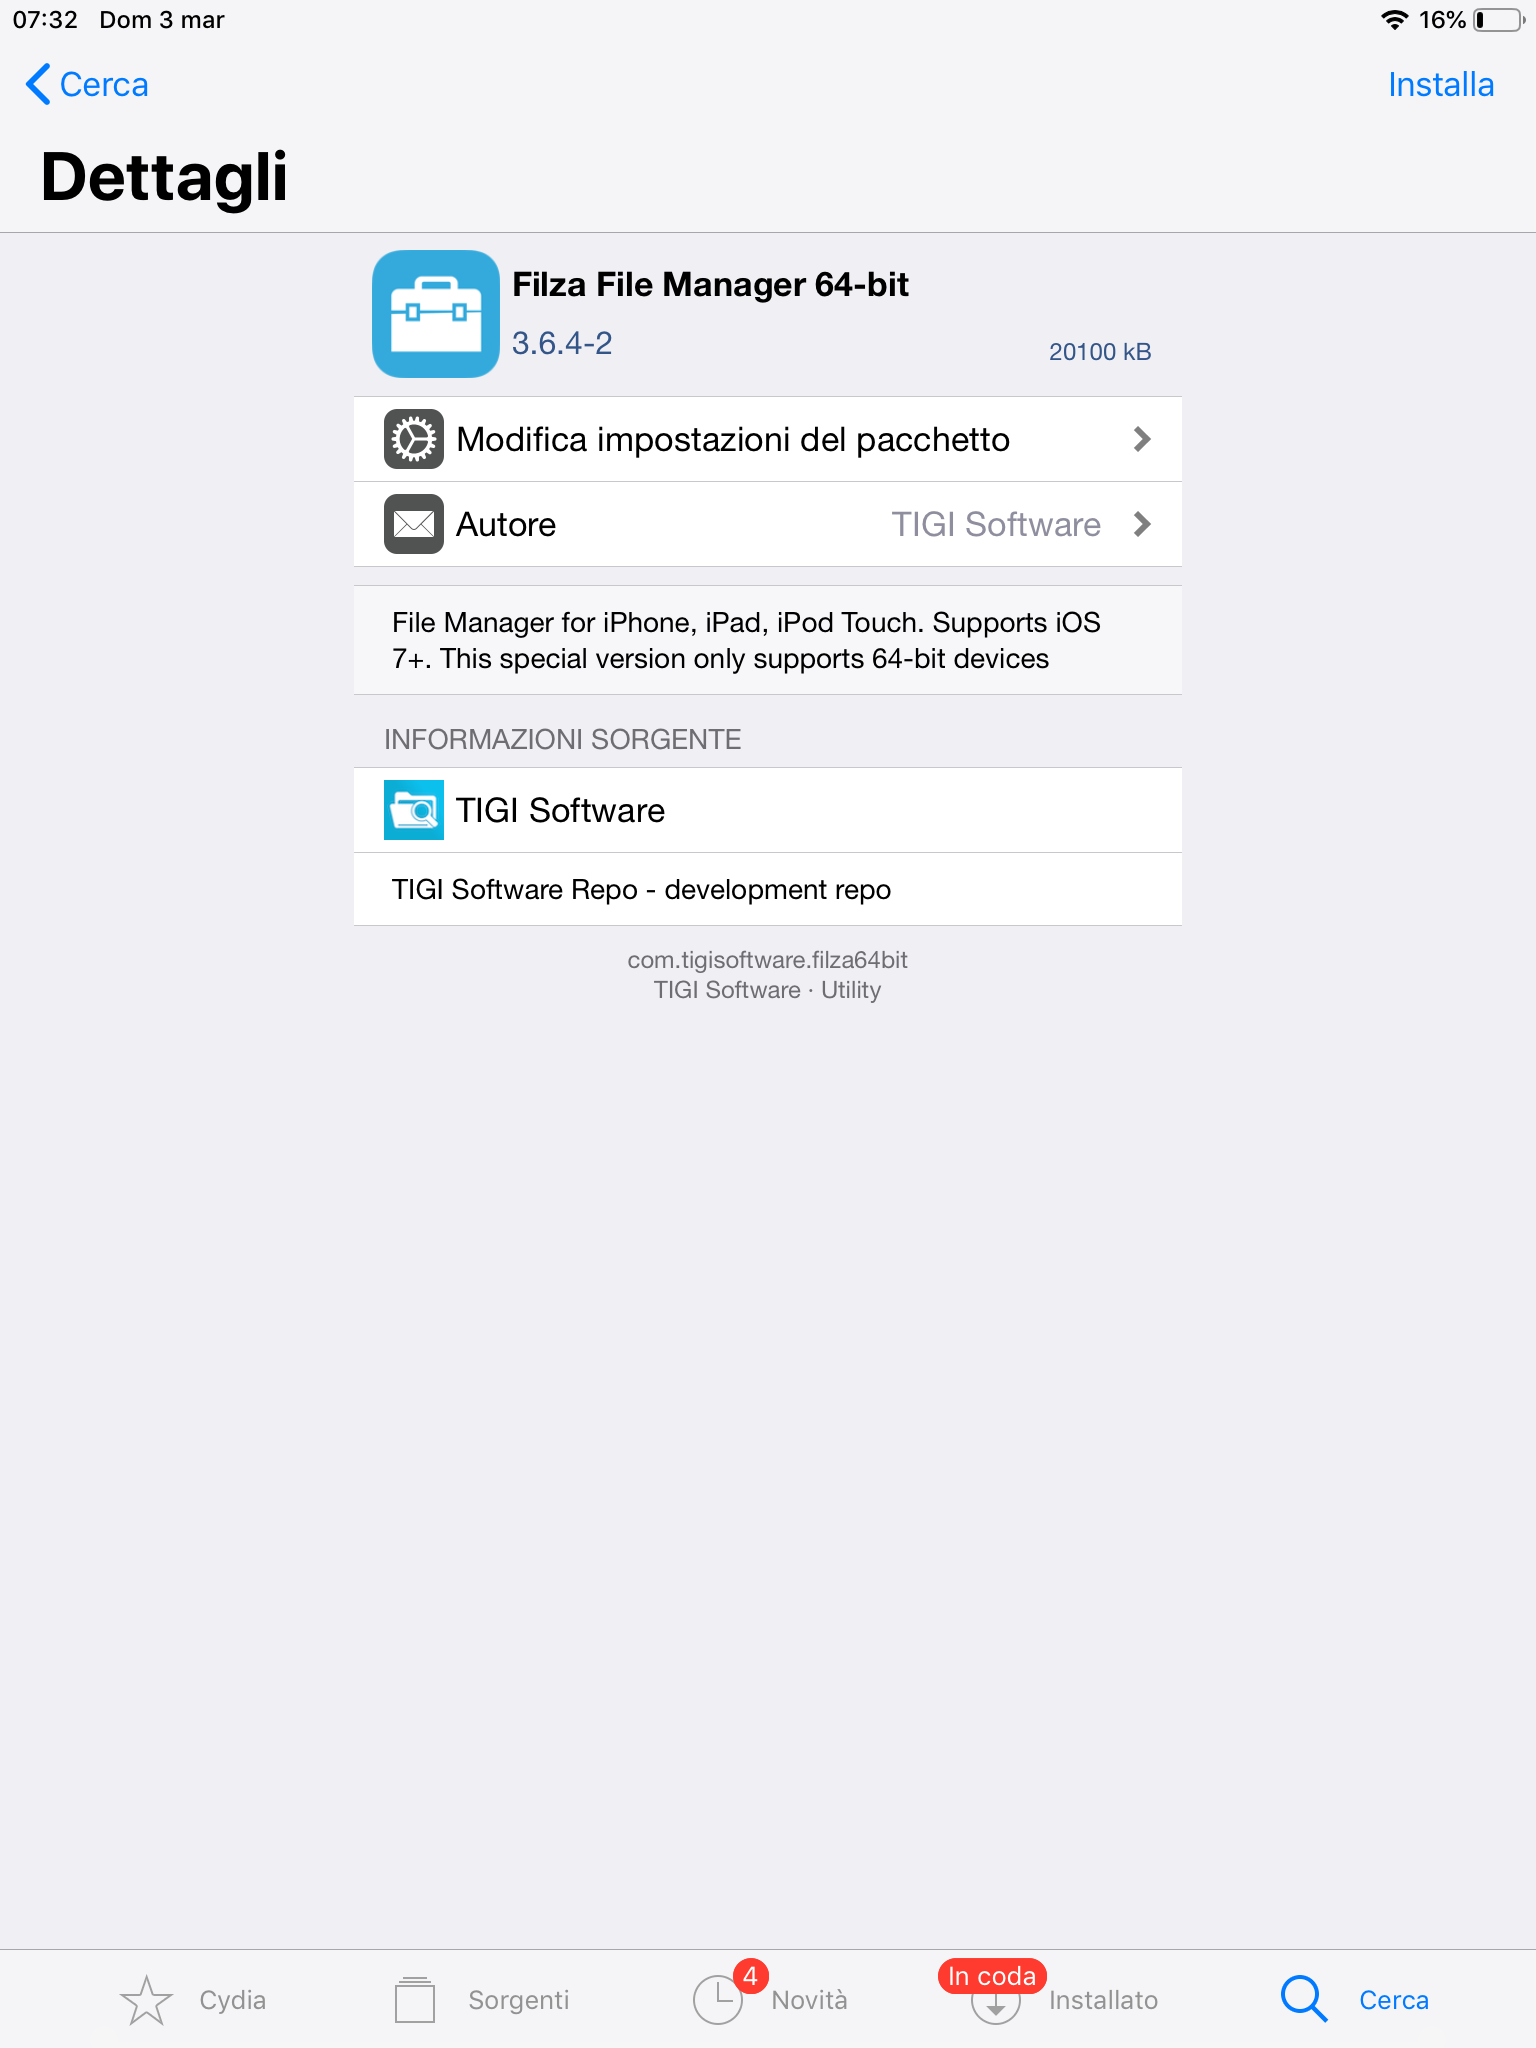 07:32 Dom 3 mar 16%
Cerca Installa
Dettagli
Filza File Manager 64-bit
3.6.4-2
20100 kB
Modifica impostazioni del pacchetto
Autore TIGI Software
File Manager for iPhone, iPad, iPod Touch. Supports iOS
7+. This special version only supports 64-bit devices
INFORMAZIONI SORGENTE
TIGI Software
TIGI Software Repo - development repo
com.tigisoftware.filza64bit
TIGI Software · Utility
4 In coda
Cydia Sorgenti Novità Installato Cerca